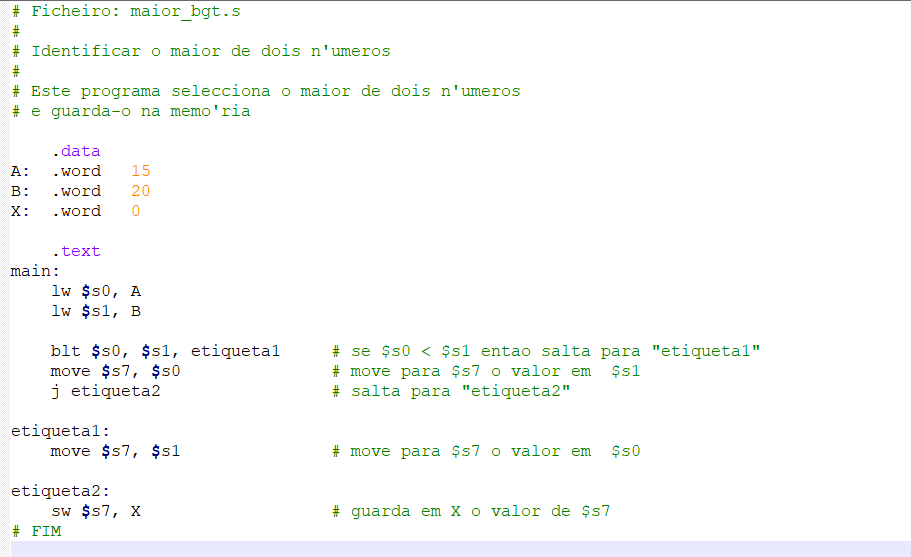 # Ficheiro: maior_bgt.s
#
# Identificar o maior de dois n'umeros
#
# Este programa selecciona o maior de dois n'umeros
# e guarda-o na memo'ria
.data
A: .word 15
B: .word 20
X: .word 0
.text
main:
lw $s0, A
lw $s1, B
blt $s0, $s1, etiqueta1 # se $s0 < $s1 entao salta para "etiqueta1"
move $s7, $s0 # move para $s7 o valor em $s1
j etiqueta2 # salta para "etiqueta2"
etiqueta1:
move $s7, $s1 # move para $s7 o valor em $s0
etiqueta2:
sw $s7, X # guarda em X o valor de $s7
# FIM